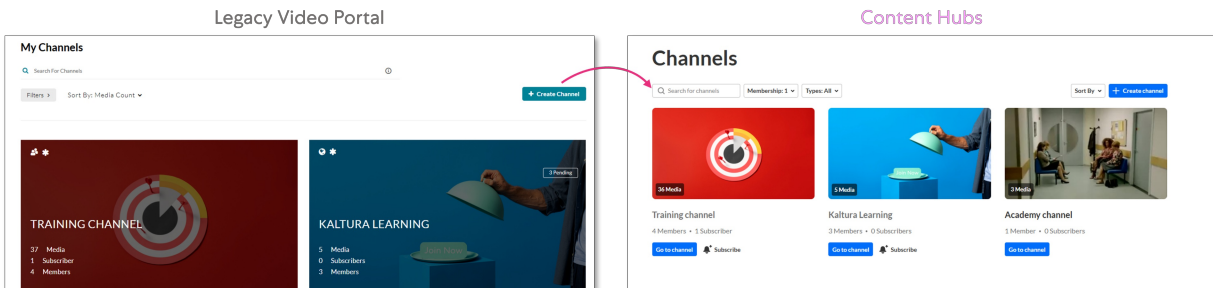 Legacy Video Portal
My Channels
Search For Channels
Filters >
Sort By: Media Count
+ Create Channel
3 Pending
TRAINING CHANNEL
37 Media
1 Subscriber
4 Members
KALTURA LEARNING
5 Media
0 Subscribers
3 Members
Content Hubs
Channels
Search for channels
Membership: 1
Types: All
Sort By
+ Create channel
36 Media
5 Media
3 Media
Training channel
4 Members • 1 Subscriber
Go to channel
Subscribe
Kaltura Learning
3 Members • 0 Subscribers
Go to channel
Subscribe
Academy channel
1 Member • 0 Subscribers
Go to channel